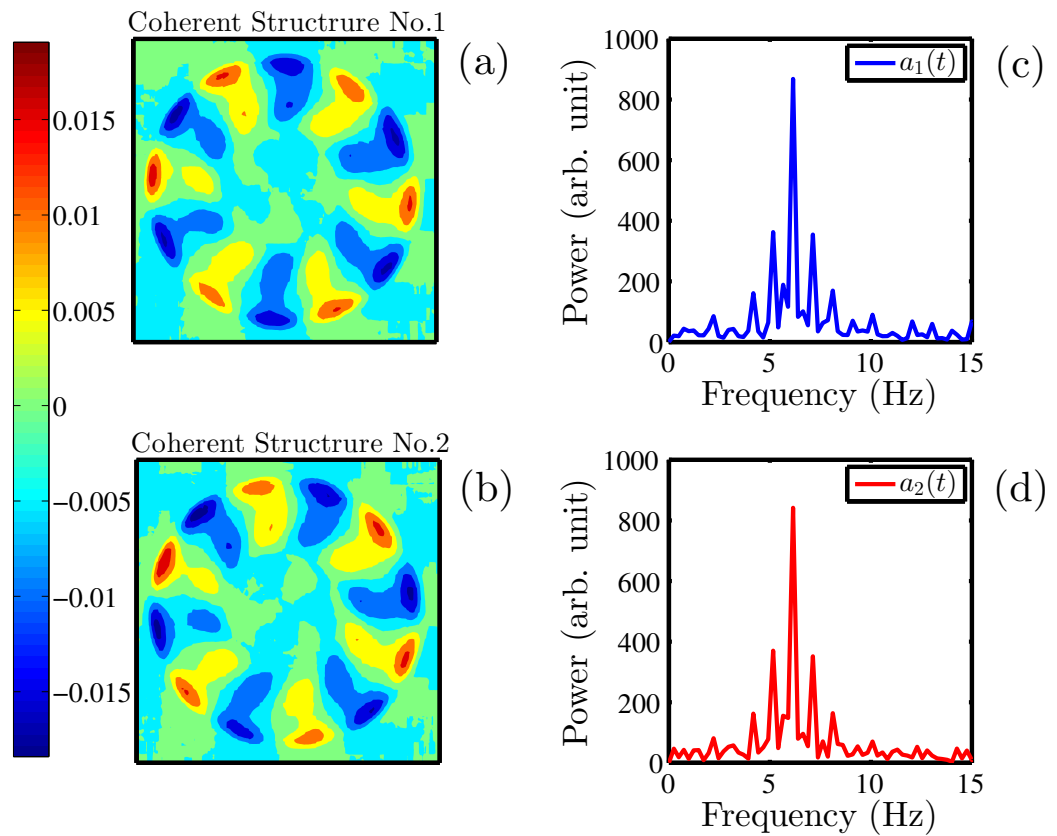 Coherent Structrure No.1
(a)
0.015
0.01
0.005
0
−0.005
−0.01
−0.015
Coherent Structrure No.2
(b)
1000
800
600
400
200
0
Power (arb. unit)
a₁(t)
(c)
0 5 10 15
Frequency (Hz)
1000
800
600
400
200
0
Power (arb. unit)
a₂(t)
(d)
0 5 10 15
Frequency (Hz)